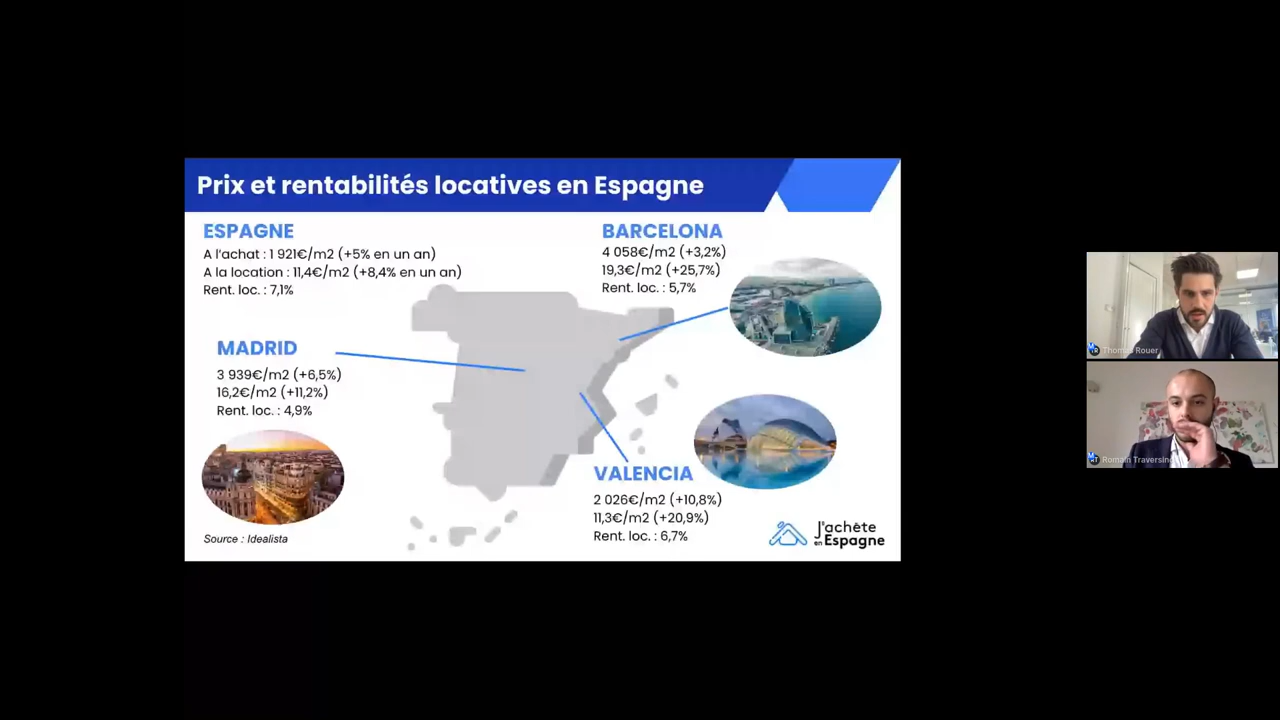 Prix et rentabilités locatives en Espagne
ESPAGNE
A l'achat : 1 921€/m2 (+5% en un an)
A la location : 11,4€/m2 (+8,4% en un an)
Rent. loc. : 7,1%
BARCELONA
4 058€/m2 (+3,2%)
19,3€/m2 (+25,7%)
Rent. loc. : 5,7%
MADRID
3 939€/m2 (+6,5%)
16,2€/m2 (+11,2%)
Rent. loc. : 4,9%
VALENCIA
2 026€/m2 (+10,8%)
11,3€/m2 (+20,9%)
Rent. loc. : 6,7%
Source : Idealista
J'achète
en Espagne
Thomas Rouer
Romain Traversino